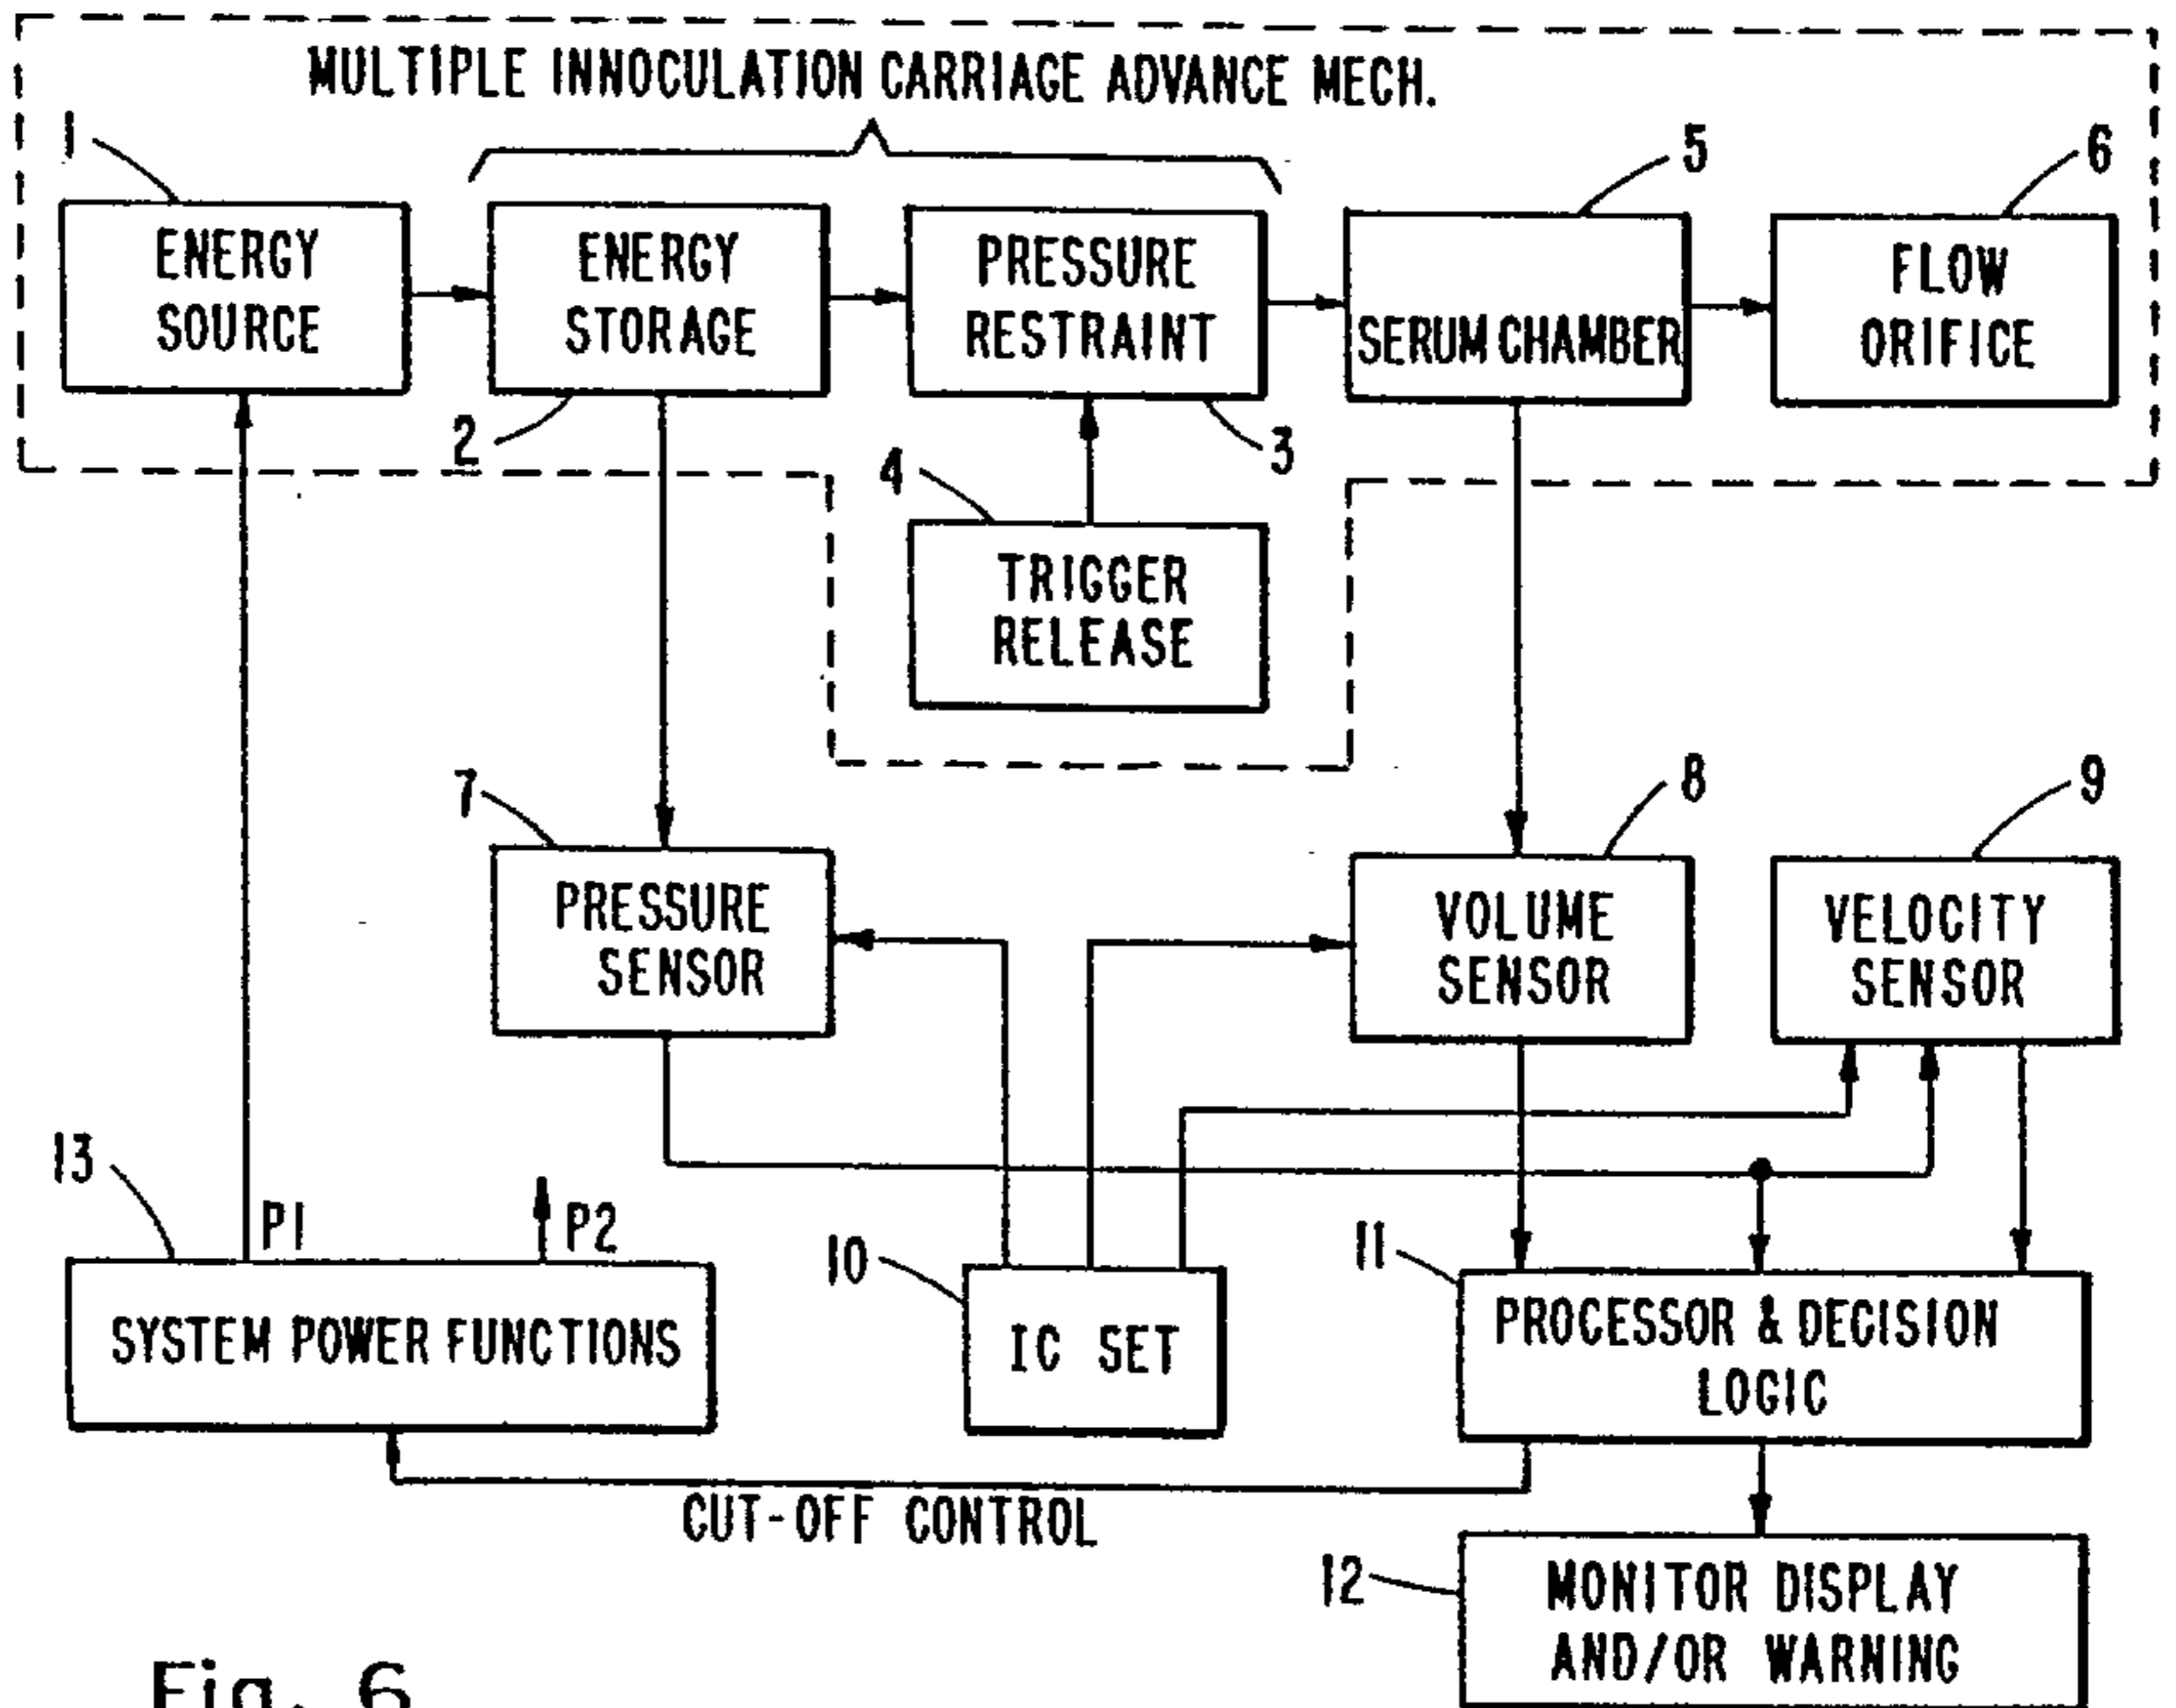 MULTIPLE INNOCULATION CARRIAGE ADVANCE MECH.
1
ENERGY
SOURCE
2
ENERGY
STORAGE
3
PRESSURE
RESTRAINT
5
SERUM CHAMBER
6
FLOW
ORIFICE
4
TRIGGER
RELEASE
7
PRESSURE
SENSOR
8
VOLUME
SENSOR
9
VELOCITY
SENSOR
13
P1
P2
SYSTEM POWER FUNCTIONS
10
IC SET
11
PROCESSOR & DECISION
LOGIC
CUT-OFF CONTROL
12
MONITOR DISPLAY
AND/OR WARNING
Fig. 6